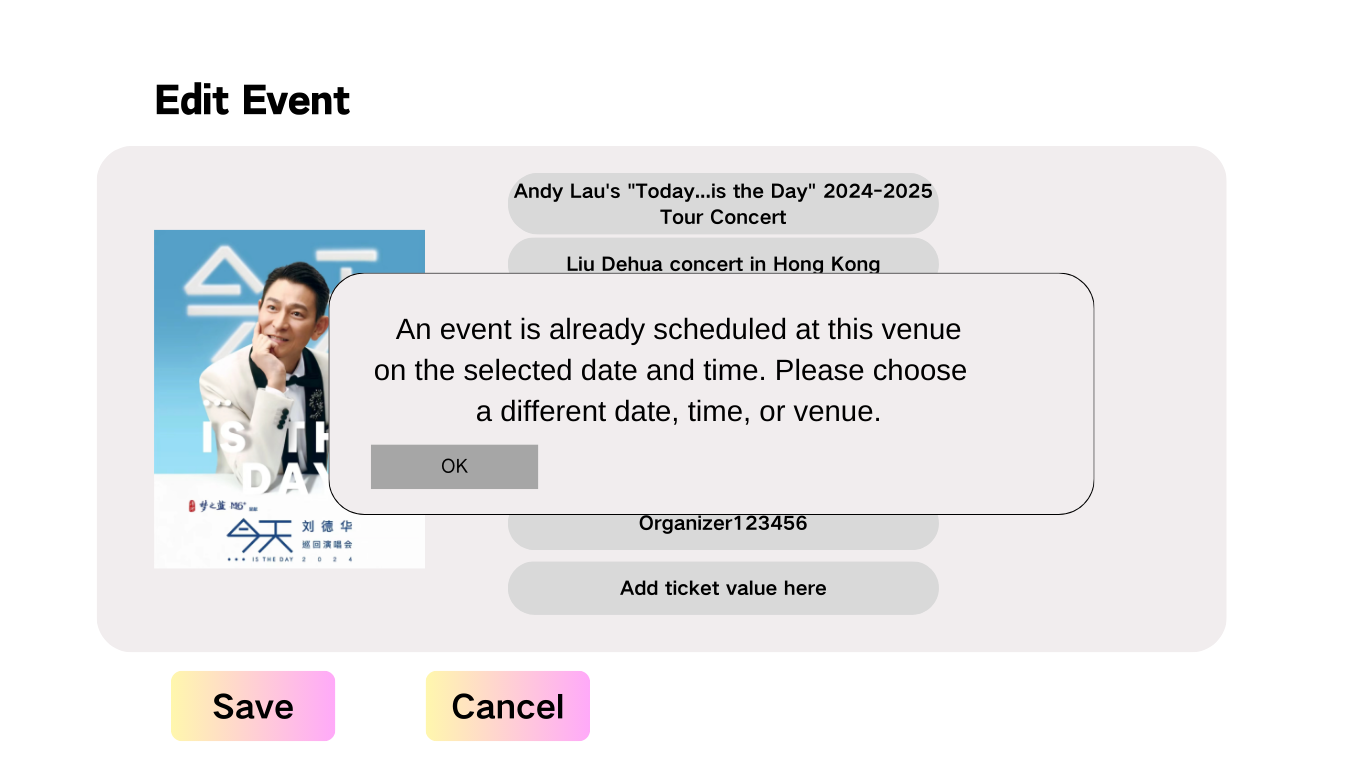 Edit Event
Andy Lau's "Today...is the Day" 2024-2025
Tour Concert
Liu Dehua concert in Hong Kong
An event is already scheduled at this venue
on the selected date and time. Please choose
a different date, time, or venue.
OK
Organizer123456
Add ticket value here
今天
...
IS TH
DAY
梦之蓝 M6+
今天
刘德华
巡回演唱会
••• IS THE DAY 2 0 2 4
Save
Cancel